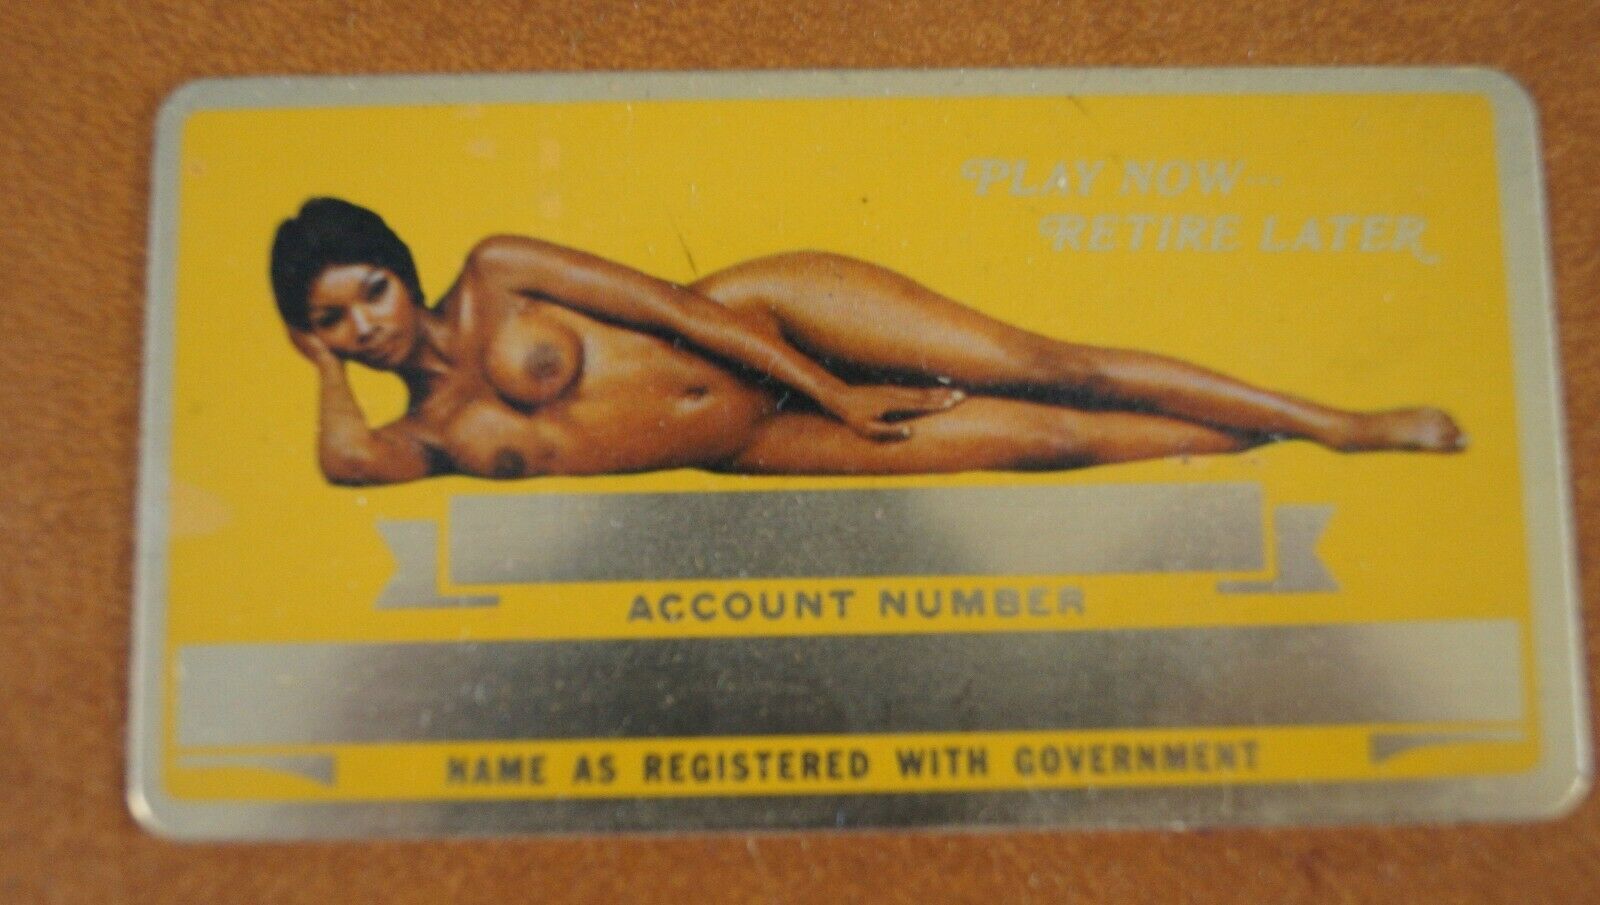 PLAY NOW---
RETIRE LATER
ACCOUNT NUMBER
NAME AS REGISTERED WITH GOVERNMENT